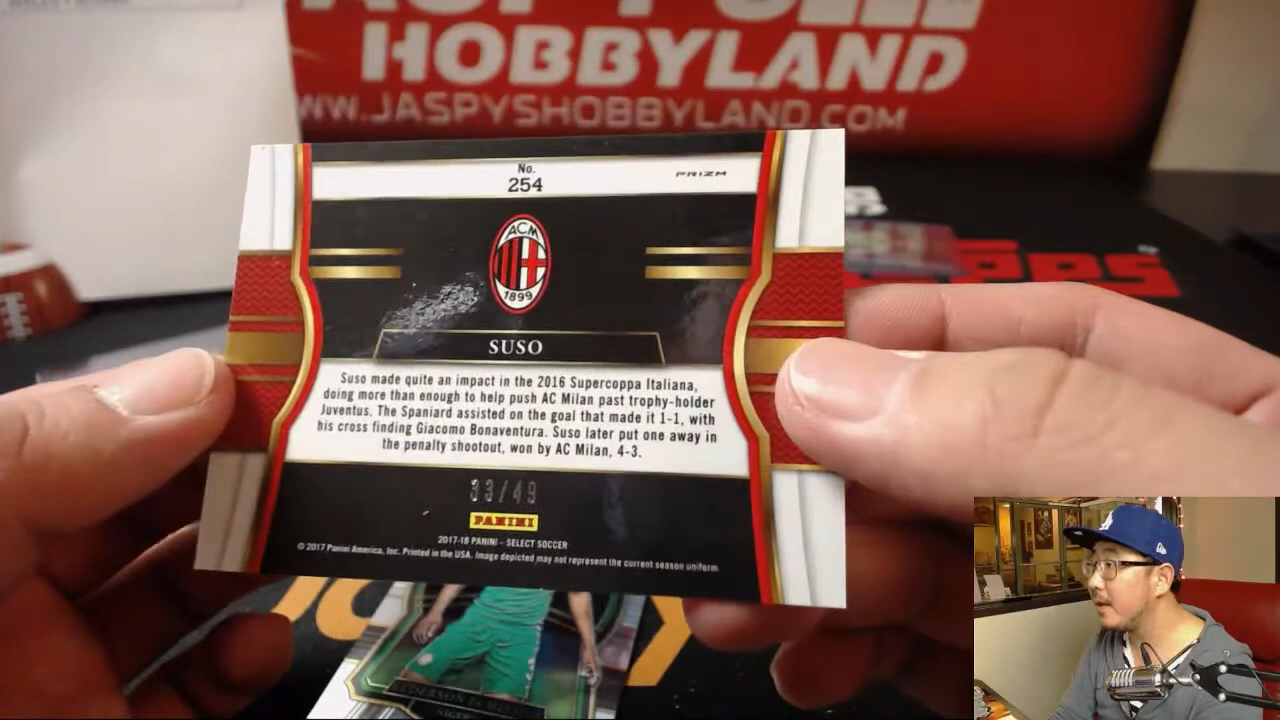 HOBBYLAND
WWW.JASPYSHOBBYLAND.COM
No.
254
PRIZM
ACM
1899
SUSO
Suso made quite an impact in the 2016 Supercoppa Italiana,
doing more than enough to help push AC Milan past trophy-holder
Juventus. The Spaniard assisted on the goal that made it 1-1, with
his cross finding Giacomo Bonaventura. Suso later put one away in
the penalty shootout, won by AC Milan, 4-3.
33/49
PANINI
2017-18 PANINI - SELECT SOCCER
© 2017 Panini America, Inc. Printed in the USA. Image depicted may not represent the current season uniform.
LA